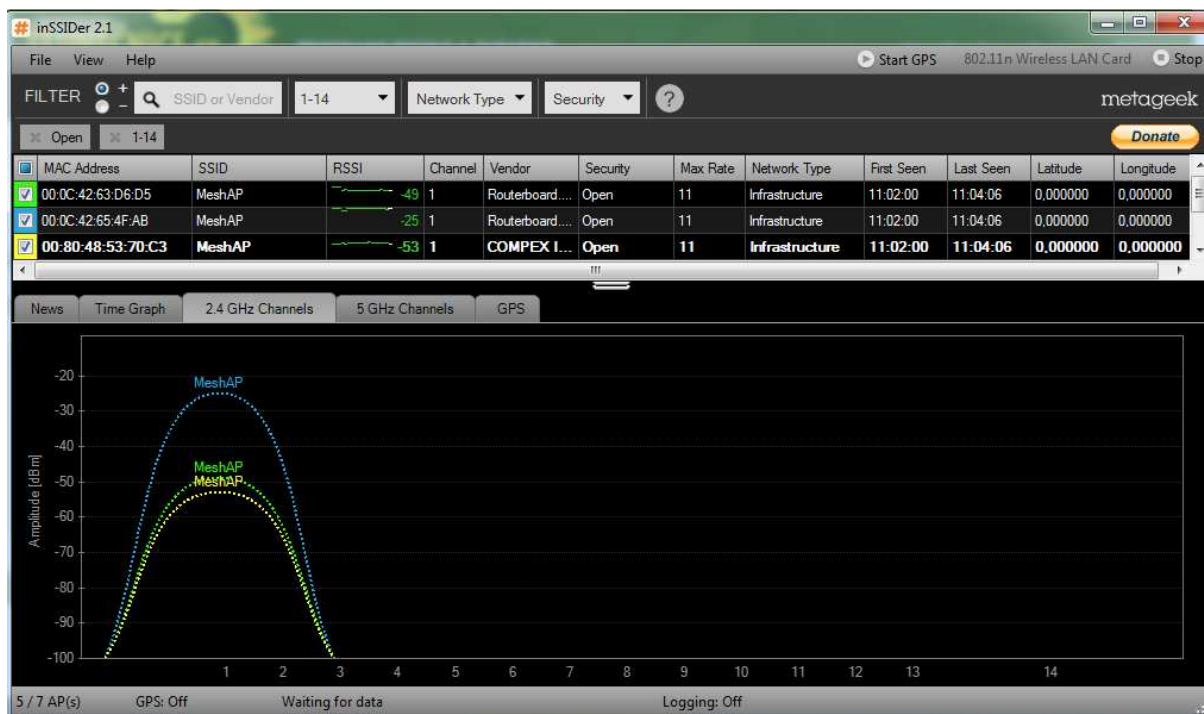 inSSIDer 2.1
File View Help Start GPS 802.11n Wireless LAN Card Stop
FILTER + - SSID or Vendor 1-14 Network Type Security ? metageek
Open 1-14 Donate
MAC Address SSID RSSI Channel Vendor Security Max Rate Network Type First Seen Last Seen Latitude Longitude
00:0C:42:63:D6:D5 MeshAP -49 1 Routerboard.... Open 11 Infrastructure 11:02:00 11:04:06 0,000000 0,000000
00:0C:42:65:4F:AB MeshAP -25 1 Routerboard.... Open 11 Infrastructure 11:02:00 11:04:06 0,000000 0,000000
00:80:48:53:70:C3 MeshAP -53 1 COMPEX I... Open 11 Infrastructure 11:02:00 11:04:06 0,000000 0,000000
News Time Graph 2.4 GHz Channels 5 GHz Channels GPS
Amplitude [dBm]
-20
MeshAP
-30
-40
MeshAP
-50
MeshAP
-60
-70
-80
-90
-100
1 2 3 4 5 6 7 8 9 10 11 12 13 14
5 / 7 AP(s) GPS: Off Waiting for data Logging: Off